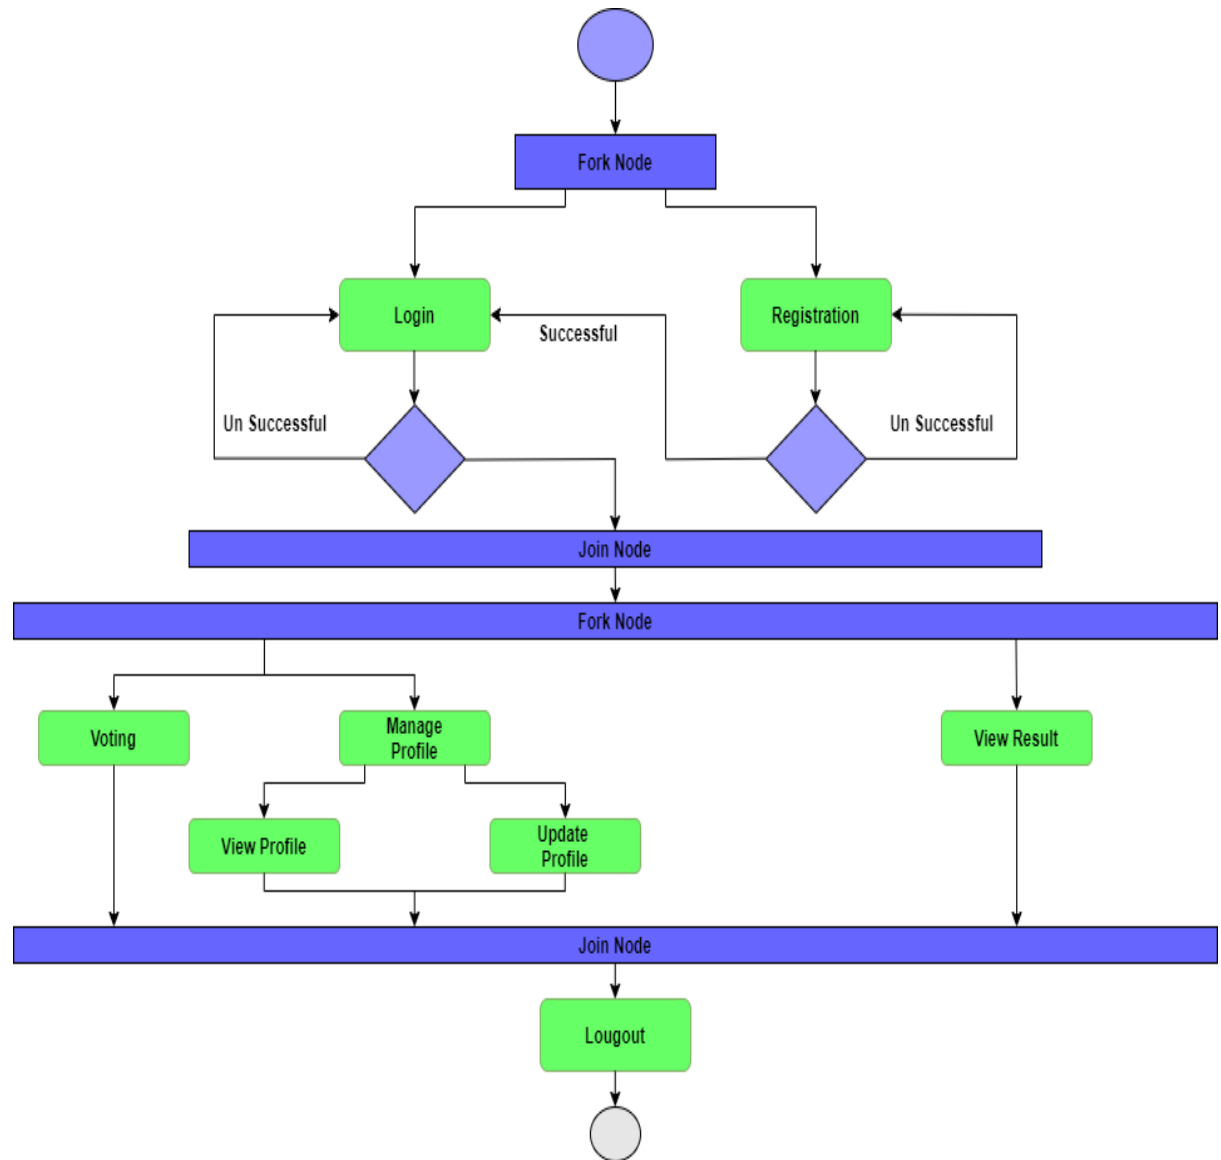 Fork Node
Login
Registration
Successful
Un Successful
Un Successful
Join Node
Fork Node
Voting
Manage
Profile
View Result
View Profile
Update
Profile
Join Node
Lougout